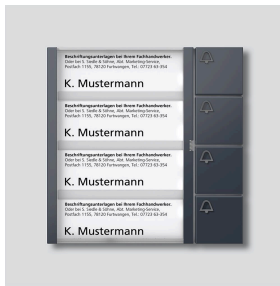 Beschriftungsunterlagen bei Ihrem Fachhandwerker.
Oder bei S. Siedle & Söhne, Abt. Marketing-Service,
Postfach 1155, 78120 Furtwangen, Tel.: 07723 63-354
K. Mustermann
Beschriftungsunterlagen bei Ihrem Fachhandwerker.
Oder bei S. Siedle & Söhne, Abt. Marketing-Service,
Postfach 1155, 78120 Furtwangen, Tel.: 07723 63-354
K. Mustermann
Beschriftungsunterlagen bei Ihrem Fachhandwerker.
Oder bei S. Siedle & Söhne, Abt. Marketing-Service,
Postfach 1155, 78120 Furtwangen, Tel.: 07723 63-354
K. Mustermann
Beschriftungsunterlagen bei Ihrem Fachhandwerker.
Oder bei S. Siedle & Söhne, Abt. Marketing-Service,
Postfach 1155, 78120 Furtwangen, Tel.: 07723 63-354
K. Mustermann